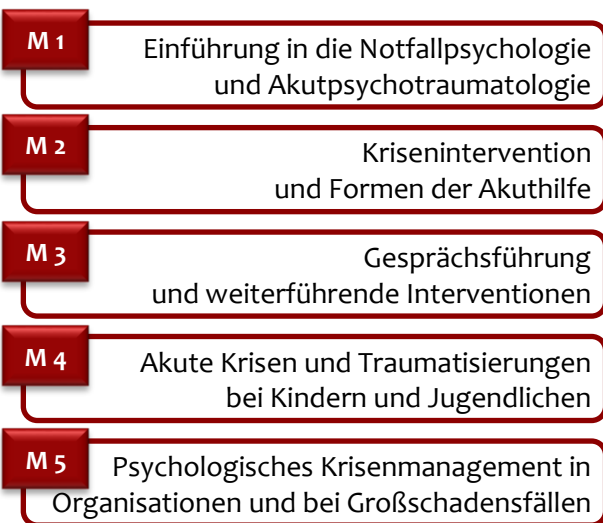 M 1
Einführung in die Notfallpsychologie
und Akutpsychotraumatologie
M 2
Krisenintervention
und Formen der Akuthilfe
M 3
Gesprächsführung
und weiterführende Interventionen
M 4
Akute Krisen und Traumatisierungen
bei Kindern und Jugendlichen
M 5
Psychologisches Krisenmanagement in
Organisationen und bei Großschadensfällen